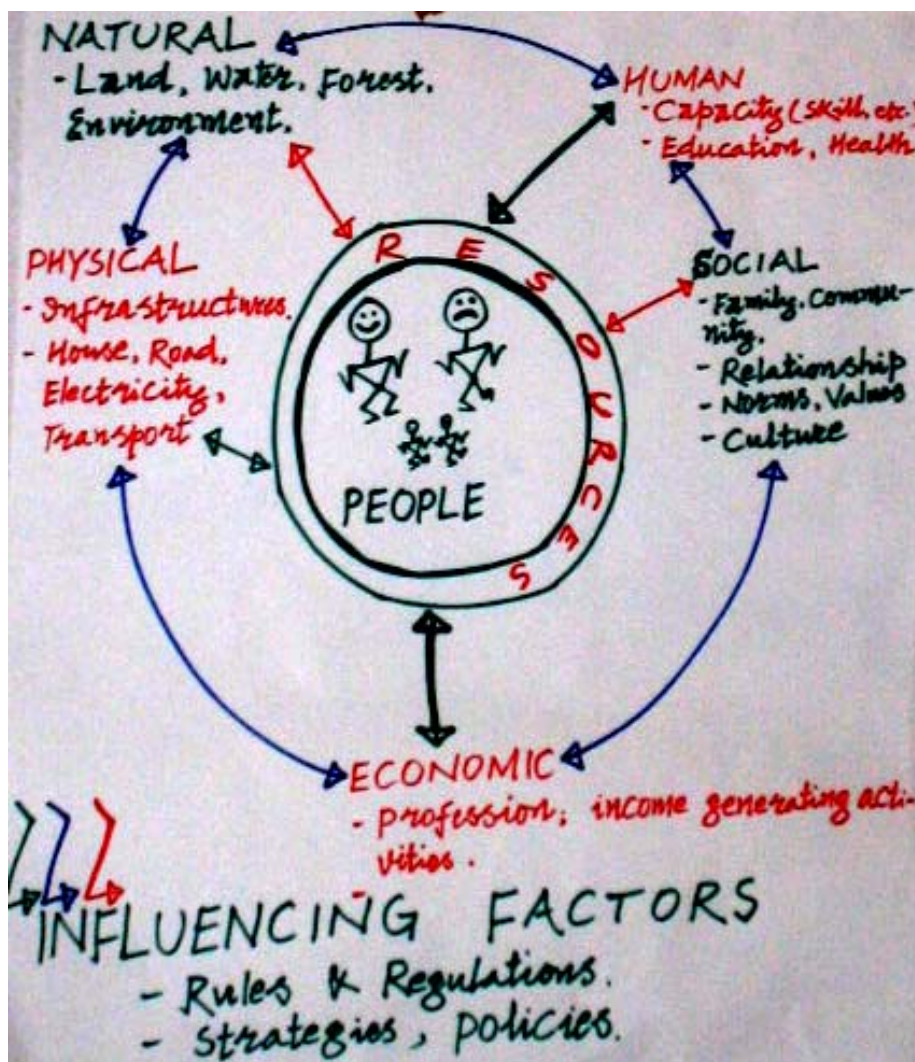 NATURAL
- Land, Water, Forest,
Environment.
HUMAN
- Capacity (Skill, etc.)
- Education, Health
PHYSICAL
- Infrastructures.
- House, Road,
Electricity,
Transport
SOCIAL
- Family, Commu-
nity,
- Relationship
- Norms, Values
- Culture
RESOURCES
PEOPLE
ECONOMIC
- Profession, income generating acti-
vities.
-
INFLUENCING FACTORS
- Rules & Regulations.
- Strategies, Policies.